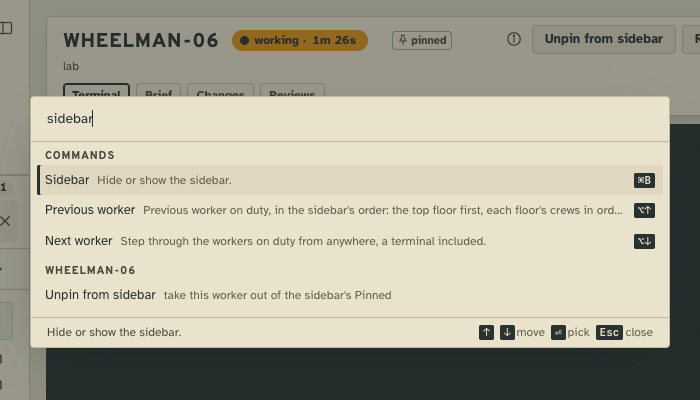 WHEELMAN-06 working · 1m 26s pinned Unpin from sidebar
lab
Terminal Brief Changes Reviews
sidebar
COMMANDS
Sidebar Hide or show the sidebar. ⌘B
Previous worker Previous worker on duty, in the sidebar's order: the top floor first, each floor's crews in ord... ⌥↑
Next worker Step through the workers on duty from anywhere, a terminal included. ⌥↓
WHEELMAN-06
Unpin from sidebar take this worker out of the sidebar's Pinned
Hide or show the sidebar. ↑ ↓ move ⏎ pick Esc close
1